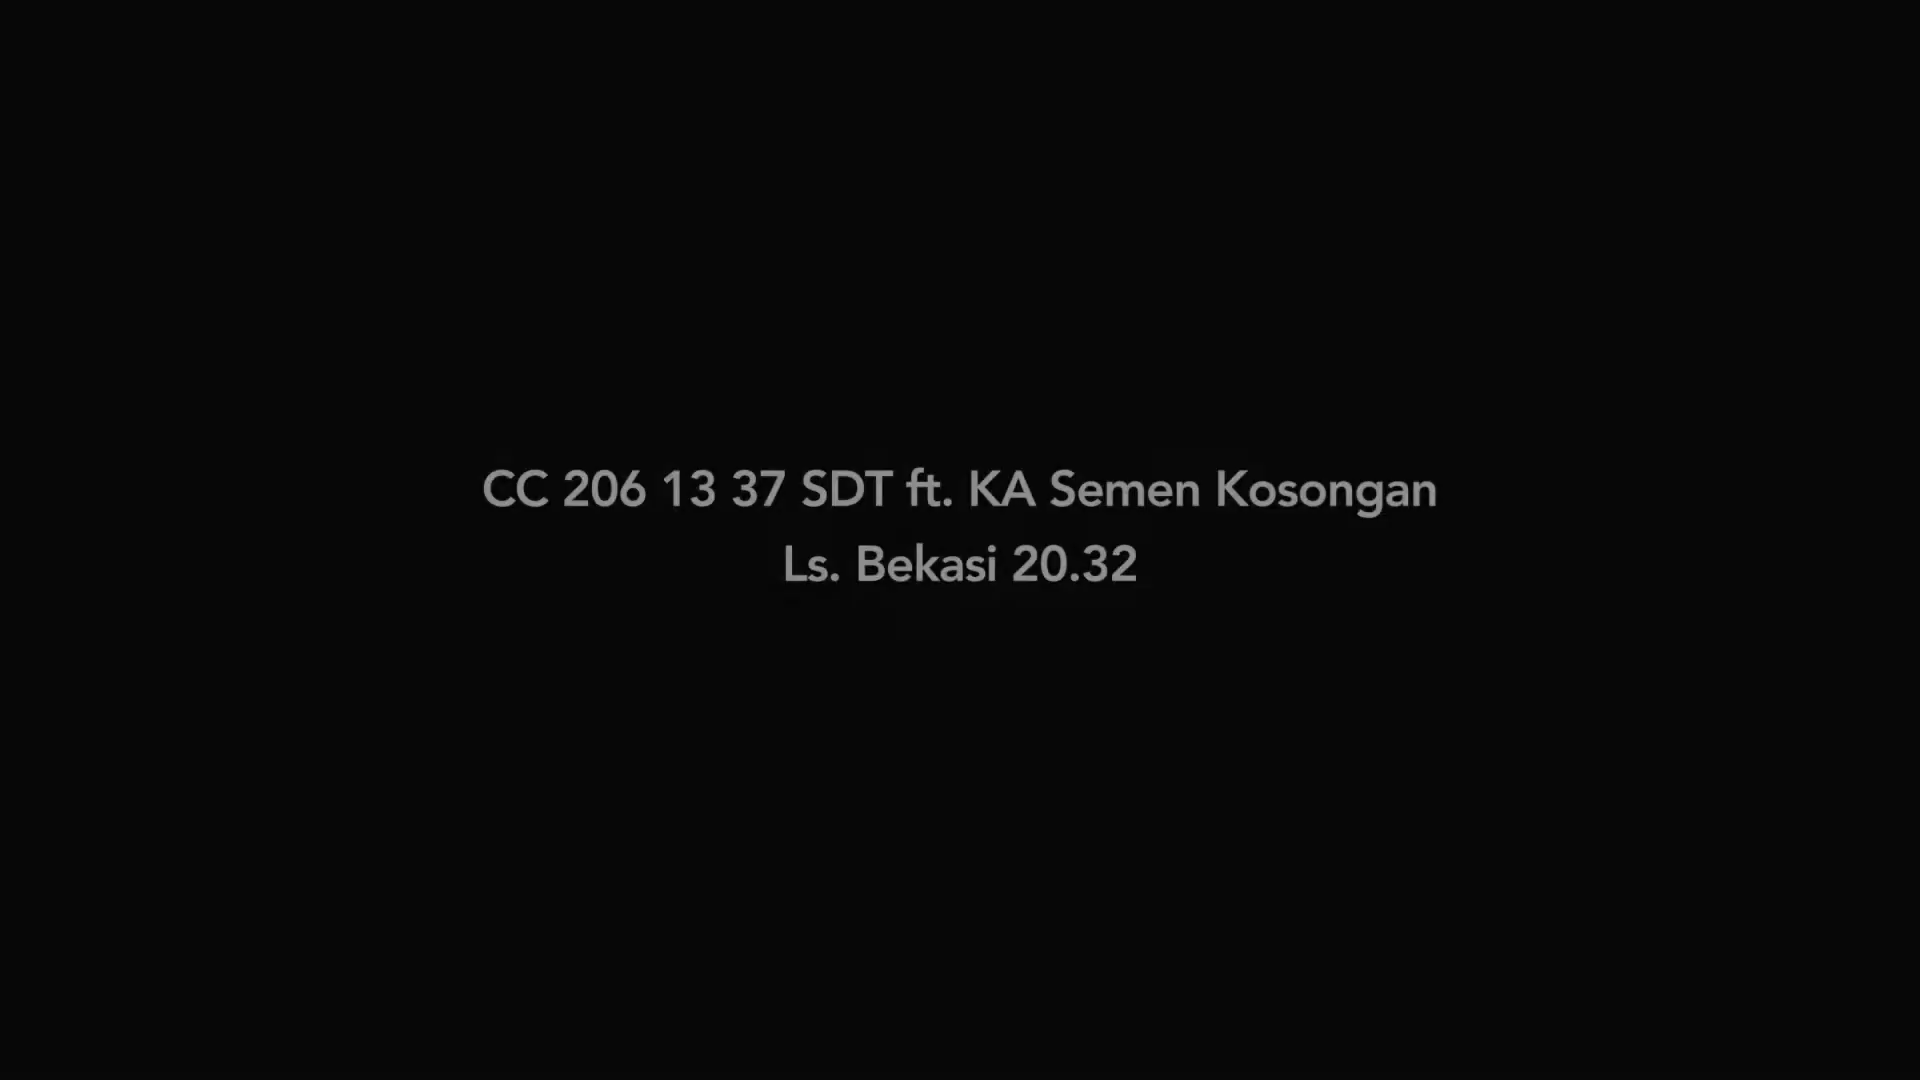 CC 206 13 37 SDT ft. KA Semen Kosongan
Ls. Bekasi 20.32